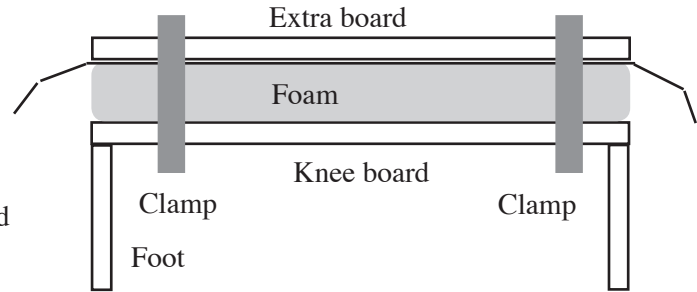 Extra board
Foam
Knee board
Clamp
Clamp
d
Foot